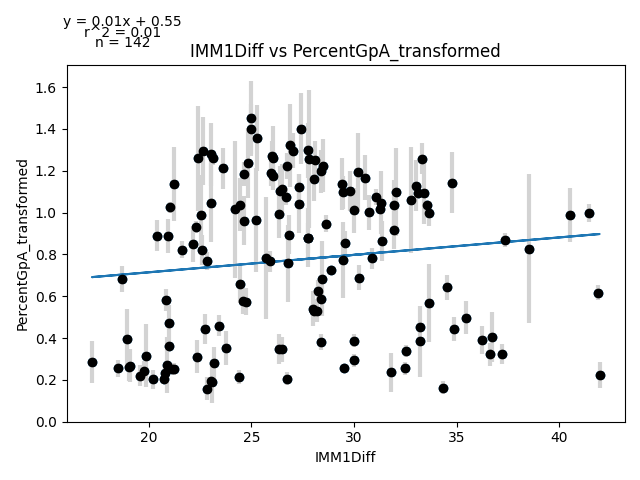 y = 0.01x + 0.55
r^2 = 0.01
n = 142
IMM1Diff vs PercentGpA_transformed
1.6
1.4
1.2
1.0
0.8
0.6
0.4
0.2
0.0
PercentGpA_transformed
20 25 30 35 40
IMM1Diff